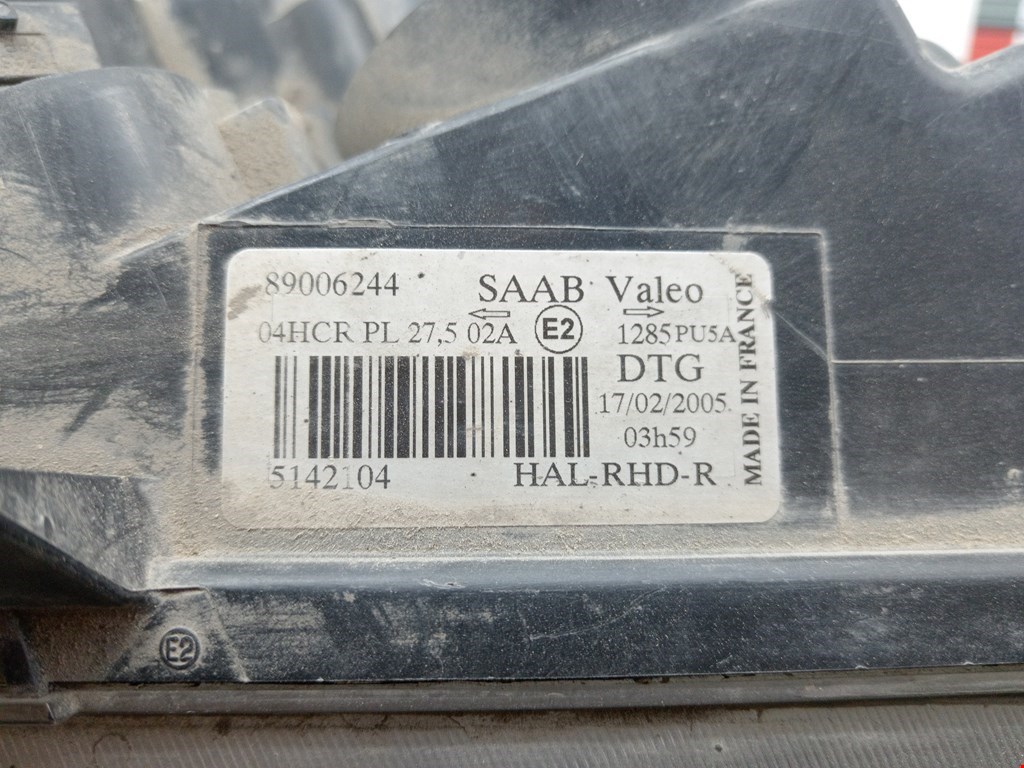 89006244 SAAB Valeo
04HCR PL 27,5 02A E2 1285 PU5A
DTG
17/02/2005
03h59
5142104 HAL-RHD-R
MADE IN FRANCE
E2